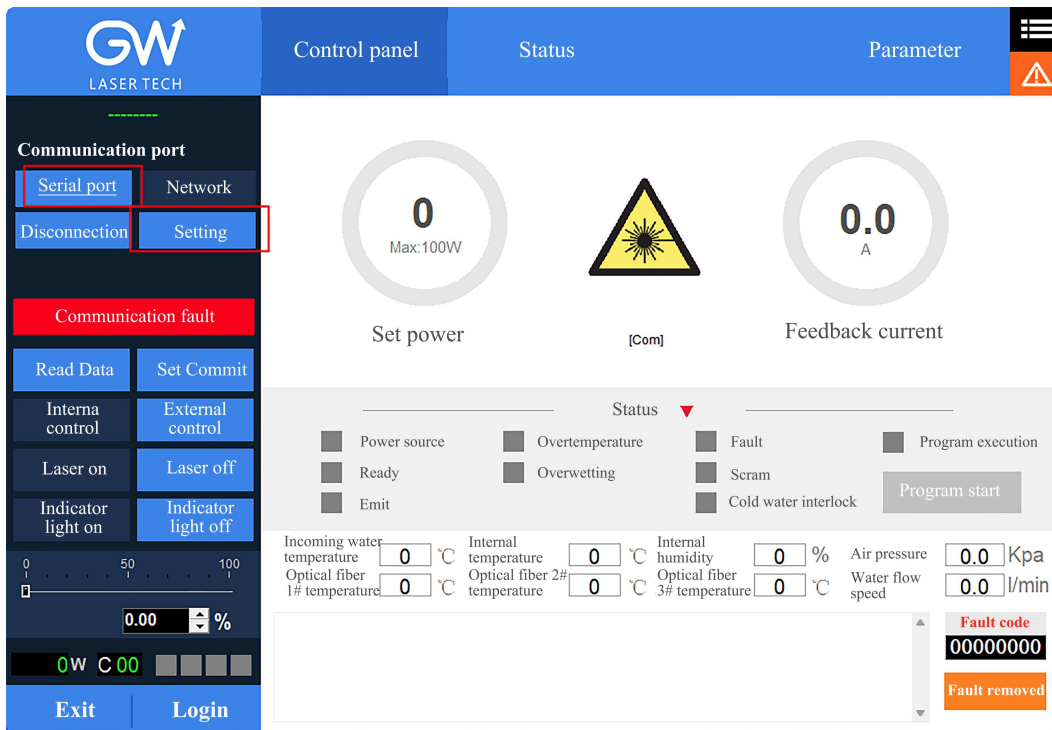 GW
LASER TECH
Control panel
Status
Parameter
--------
Communication port
Serial port
Network
Disconnection
Setting
Communication fault
Read Data
Set Commit
Interna
control
External
control
Laser on
Laser off
Indicator
light on
Indicator
light off
0 50 100
0.00 %
0W C 00
Exit
Login
0
Max:100W
Set power
[Com]
0.0
A
Feedback current
Status
Power source
Overtemperature
Fault
Program execution
Ready
Overwetting
Scram
Program start
Emit
Cold water interlock
Incoming water
temperature 0 ℃
Internal
temperature 0 ℃
Internal
humidity 0 %
Air pressure 0.0 Kpa
Optical fiber
1# temperature 0 ℃
Optical fiber 2#
temperature 0 ℃
Optical fiber
3# temperature 0 ℃
Water flow
speed 0.0 l/min
Fault code
00000000
Fault removed